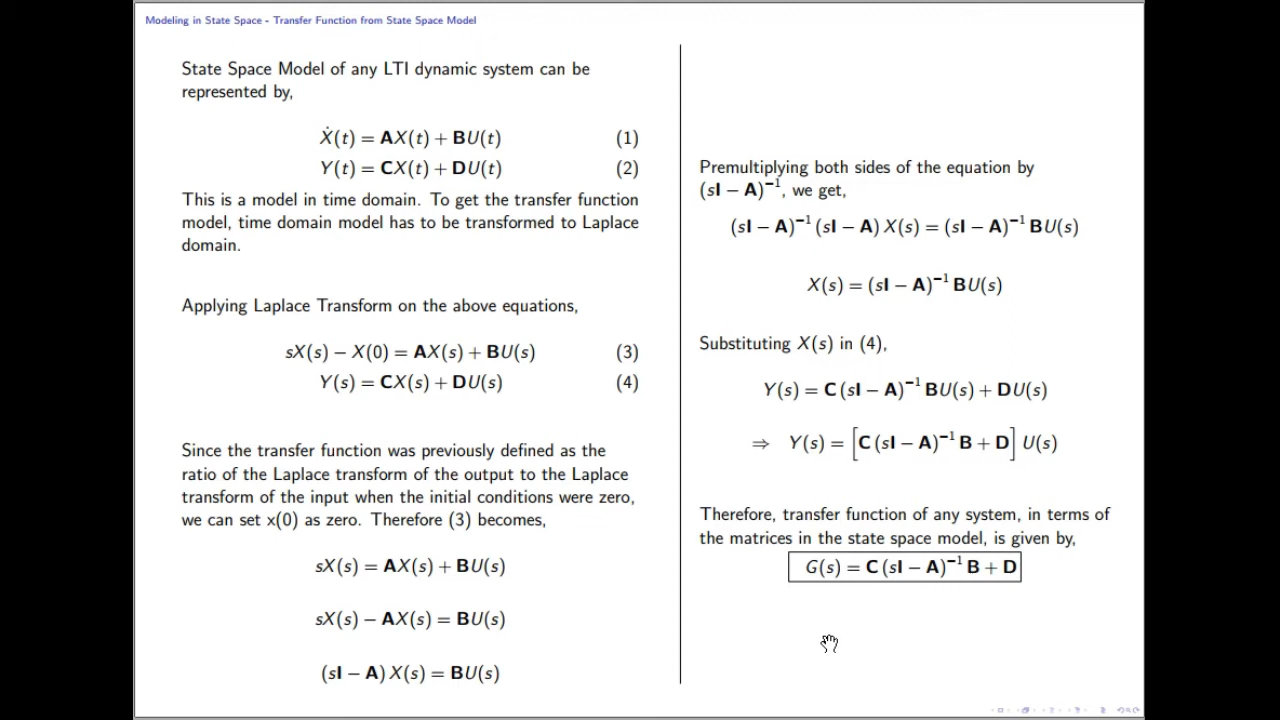 Modeling in State Space - Transfer Function from State Space Model
State Space Model of any LTI dynamic system can be
represented by,
Ẋ(t) = AX(t) + BU(t) (1)
Y(t) = CX(t) + DU(t) (2)
This is a model in time domain. To get the transfer function
model, time domain model has to be transformed to Laplace
domain.
Applying Laplace Transform on the above equations,
sX(s) − X(0) = AX(s) + BU(s) (3)
Y(s) = CX(s) + DU(s) (4)
Since the transfer function was previously defined as the
ratio of the Laplace transform of the output to the Laplace
transform of the input when the initial conditions were zero,
we can set x(0) as zero. Therefore (3) becomes,
sX(s) = AX(s) + BU(s)
sX(s) − AX(s) = BU(s)
(sI − A) X(s) = BU(s)
Premultiplying both sides of the equation by
(sI − A)⁻¹, we get,
(sI − A)⁻¹ (sI − A) X(s) = (sI − A)⁻¹ BU(s)
X(s) = (sI − A)⁻¹ BU(s)
Substituting X(s) in (4),
Y(s) = C (sI − A)⁻¹ BU(s) + DU(s)
⇒ Y(s) = [C (sI − A)⁻¹ B + D] U(s)
Therefore, transfer function of any system, in terms of
the matrices in the state space model, is given by,
G(s) = C (sI − A)⁻¹ B + D